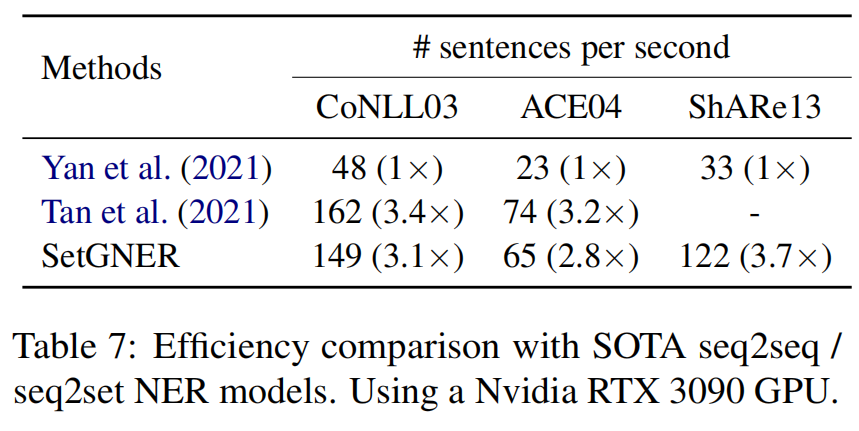 Methods
# sentences per second
CoNLL03 ACE04 ShARe13
Yan et al. (2021) 48 (1×) 23 (1×) 33 (1×)
Tan et al. (2021) 162 (3.4×) 74 (3.2×) -
SetGNER 149 (3.1×) 65 (2.8×) 122 (3.7×)
Table 7: Efficiency comparison with SOTA seq2seq /
seq2set NER models. Using a Nvidia RTX 3090 GPU.